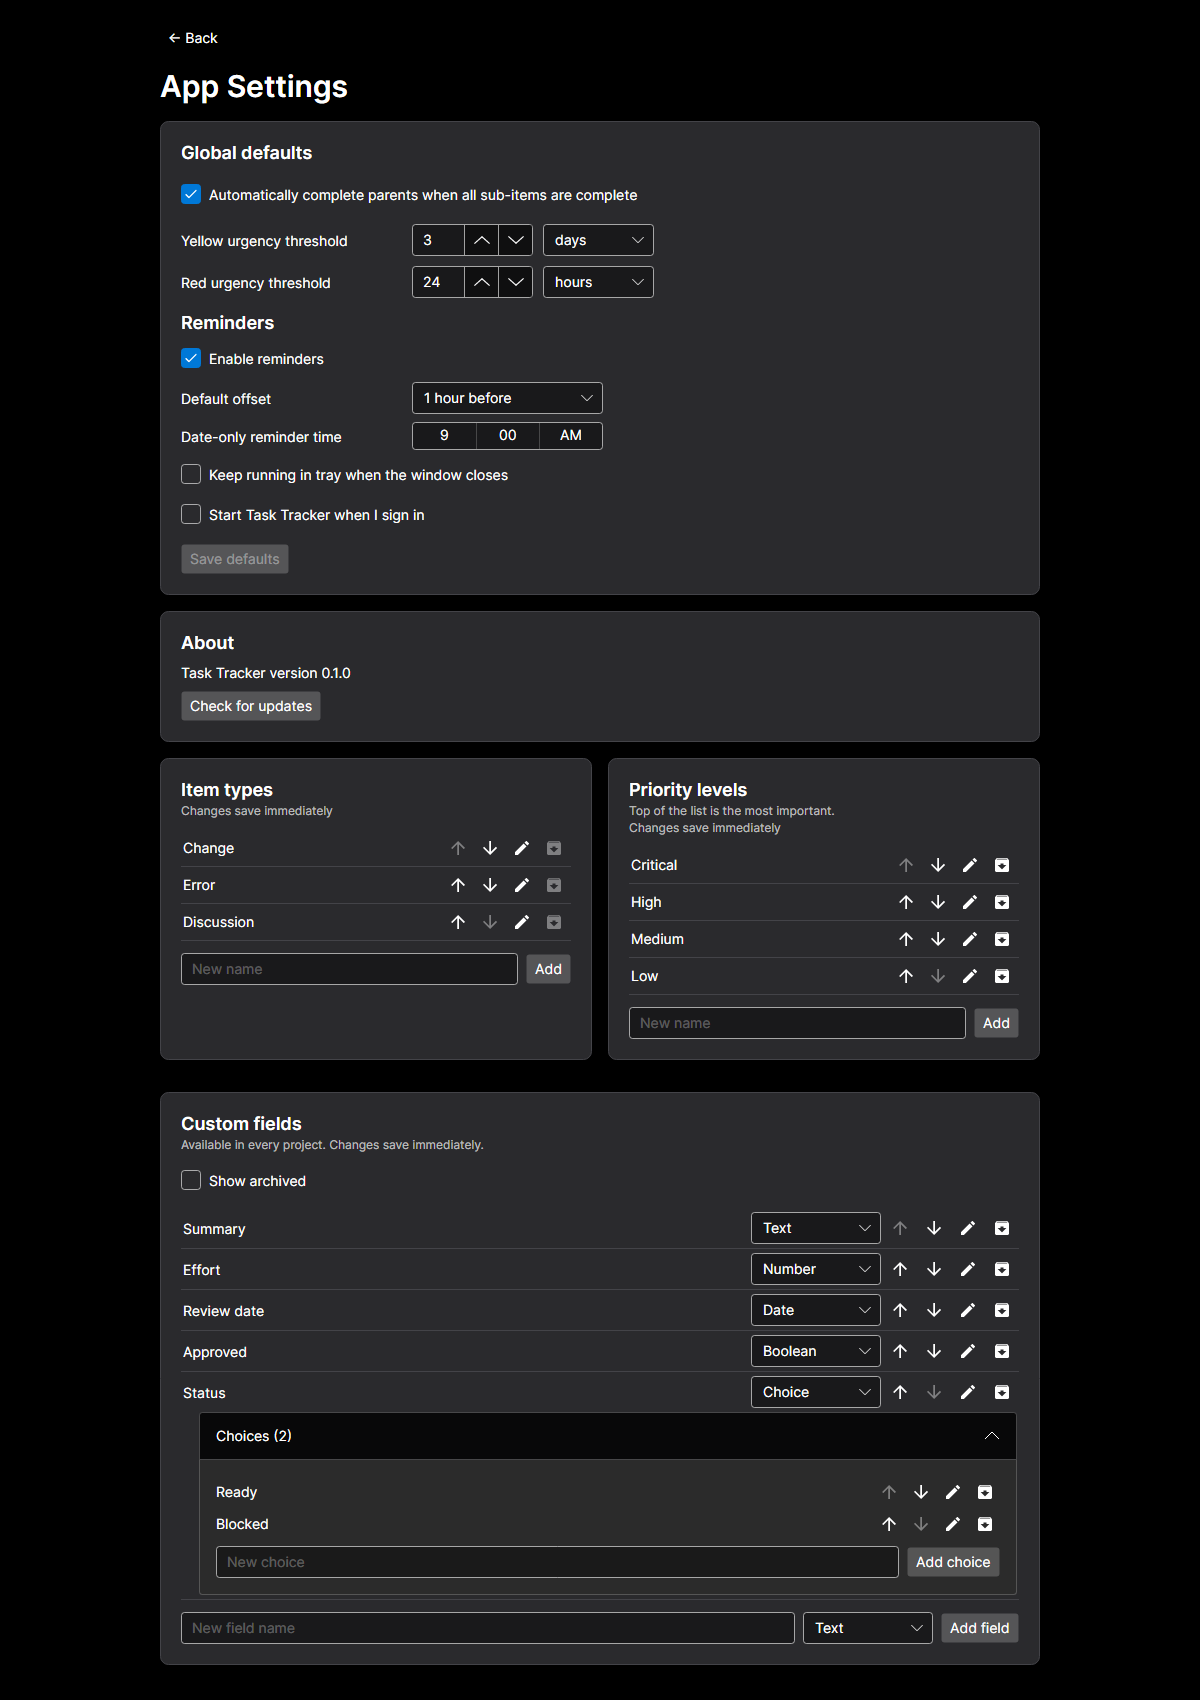 ← Back
App Settings
Global defaults
Automatically complete parents when all sub-items are complete
Yellow urgency threshold 3 days
Red urgency threshold 24 hours
Reminders
Enable reminders
Default offset 1 hour before
Date-only reminder time 9 00 AM
Keep running in tray when the window closes
Start Task Tracker when I sign in
Save defaults
About
Task Tracker version 0.1.0
Check for updates
Item types
Changes save immediately
Change
Error
Discussion
New name Add
Priority levels
Top of the list is the most important.
Changes save immediately
Critical
High
Medium
Low
New name Add
Custom fields
Available in every project. Changes save immediately.
Show archived
Summary Text
Effort Number
Review date Date
Approved Boolean
Status Choice
Choices (2)
Ready
Blocked
New choice Add choice
New field name Text Add field